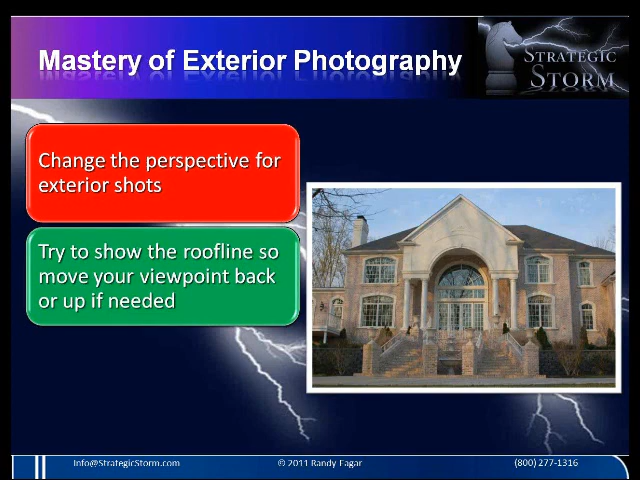 Mastery of Exterior Photography
STRATEGIC
STORM
Change the perspective for
exterior shots
Try to show the roofline so
move your viewpoint back
or up if needed
Info@StrategicStorm.com
© 2011 Randy Eagar
(800) 277-1316